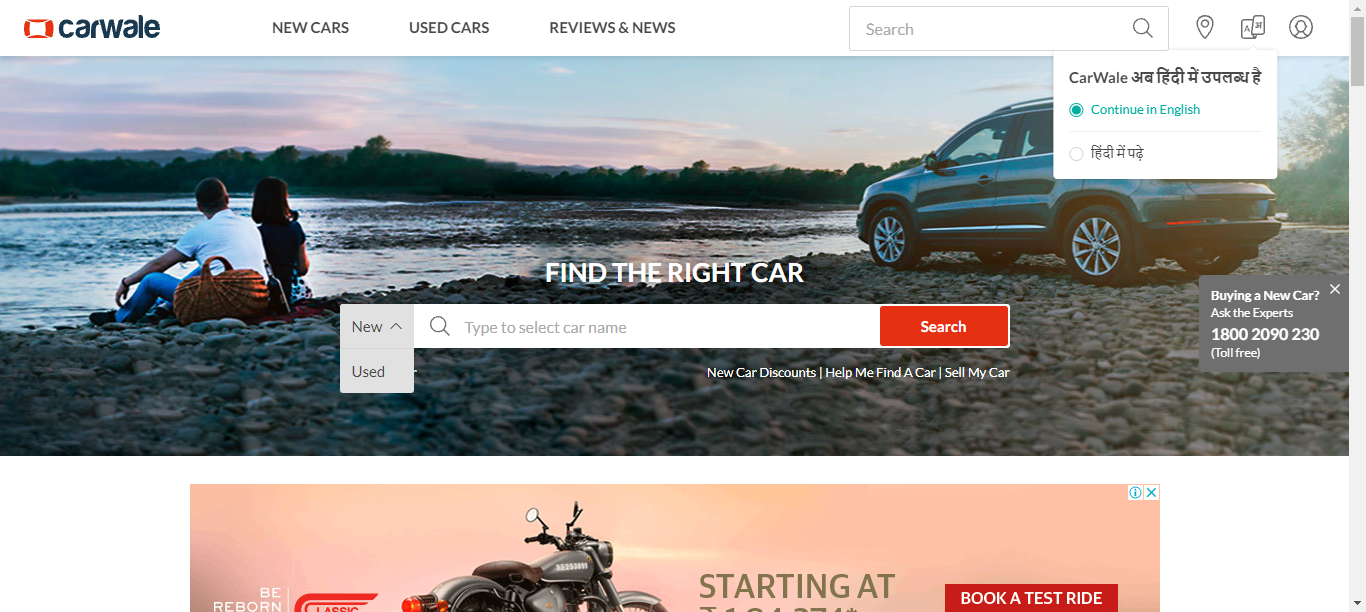 carwale
NEW CARS
USED CARS
REVIEWS & NEWS
Search
CarWale अब हिंदी में उपलब्ध है
Continue in English
हिंदी में पढ़े
FIND THE RIGHT CAR
New
Type to select car name
Search
Used
New Car Discounts | Help Me Find A Car | Sell My Car
Buying a New Car?
Ask the Experts
1800 2090 230
(Toll free)
BE
REBORN
CLASSIC
STARTING AT
BOOK A TEST RIDE